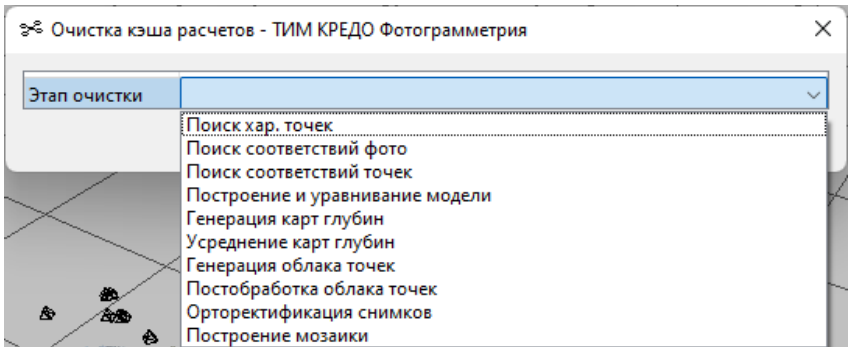 Очистка кэша расчетов - ТИМ КРЕДО Фотограмметрия
Этап очистки
Поиск хар. точек
Поиск соответствий фото
Поиск соответствий точек
Построение и уравнивание модели
Генерация карт глубин
Усреднение карт глубин
Генерация облака точек
Постобработка облака точек
Орторектификация снимков
Построение мозаики